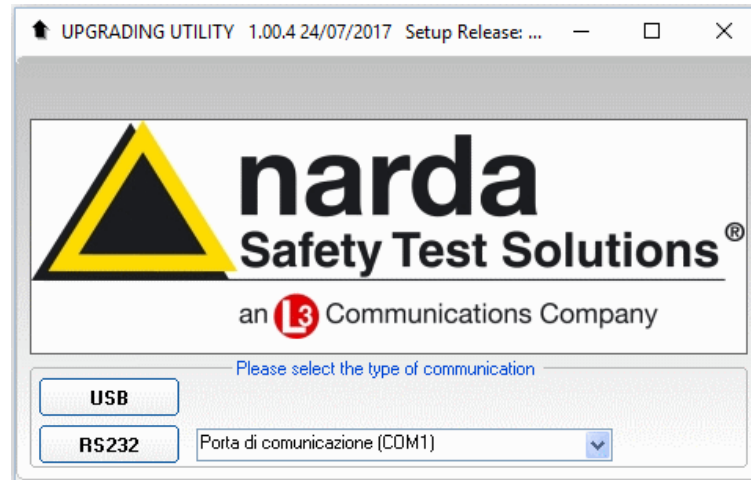 UPGRADING UTILITY 1.00.4 24/07/2017 Setup Release: ...
narda
Safety Test Solutions®
an L3 Communications Company
Please select the type of communication
USB
RS232 Porta di comunicazione (COM1)